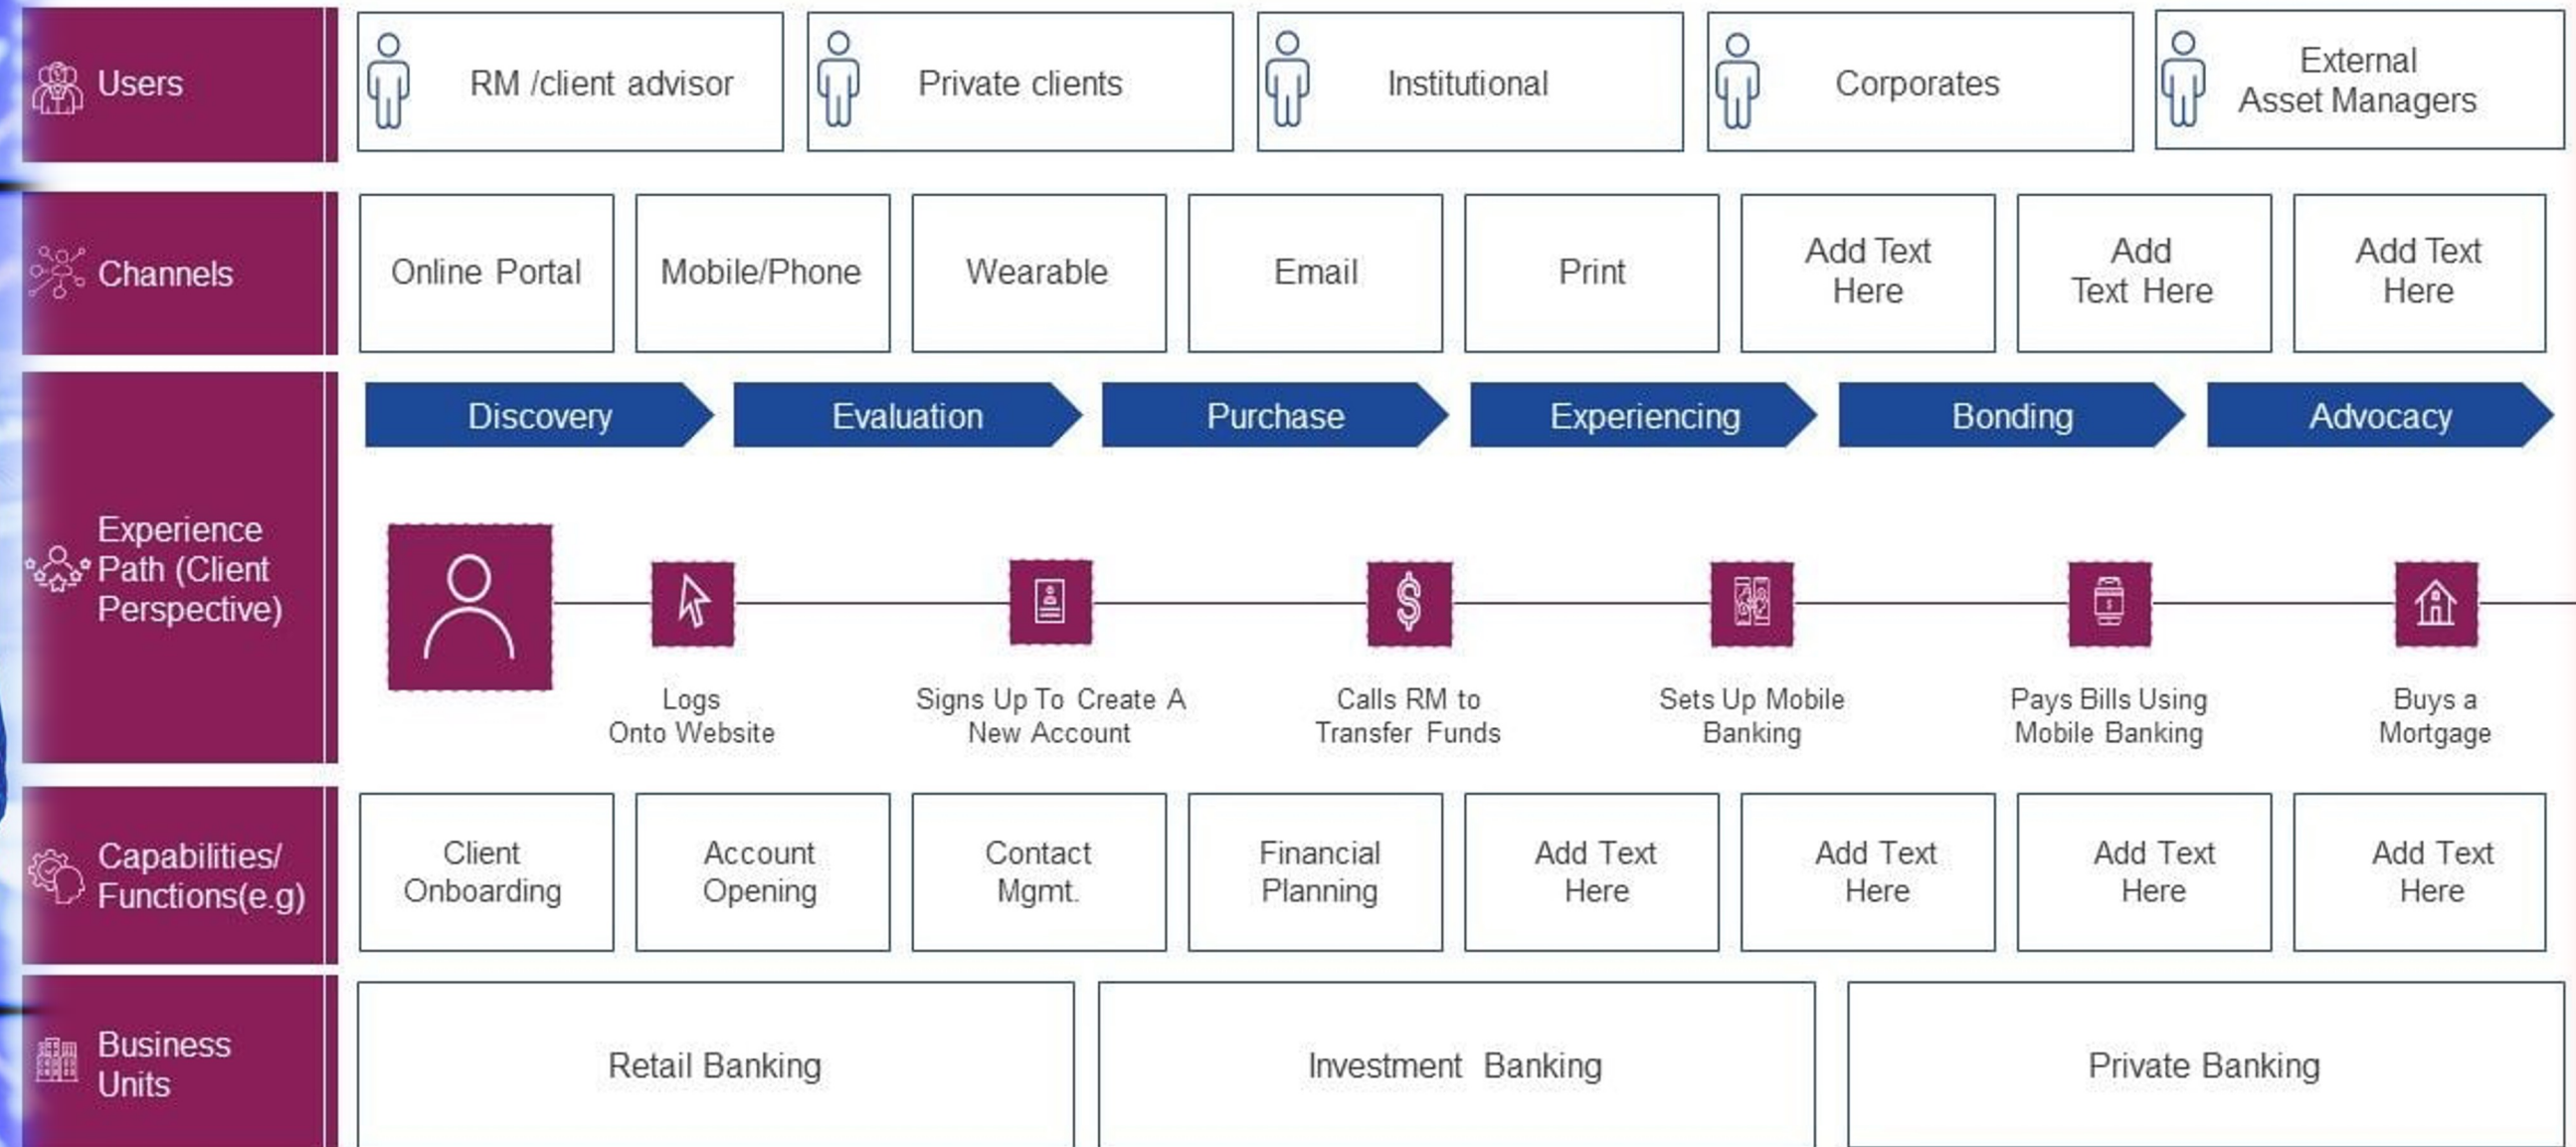 Users
RM /client advisor
Private clients
Institutional
Corporates
External
Asset Managers
Channels
Online Portal
Mobile/Phone
Wearable
Email
Print
Add Text
Here
Add
Text Here
Add Text
Here
Discovery
Evaluation
Purchase
Experiencing
Bonding
Advocacy
Experience
Path (Client
Perspective)
Logs
Onto Website
Signs Up To Create A
New Account
Calls RM to
Transfer Funds
Sets Up Mobile
Banking
Pays Bills Using
Mobile Banking
Buys a
Mortgage
Capabilities/
Functions(e.g)
Client
Onboarding
Account
Opening
Contact
Mgmt.
Financial
Planning
Add Text
Here
Add Text
Here
Add Text
Here
Add Text
Here
Business
Units
Retail Banking
Investment Banking
Private Banking